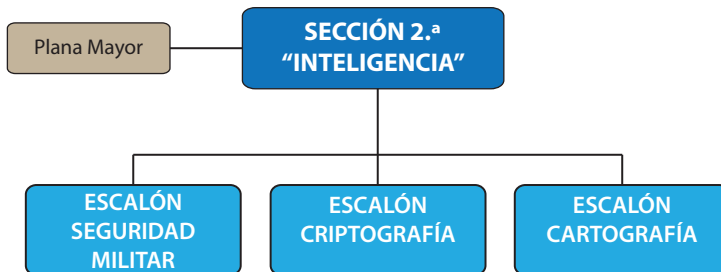 Plana Mayor
SECCIÓN 2.ª
“INTELIGENCIA”
ESCALÓN
SEGURIDAD
MILITAR
ESCALÓN
CRIPTOGRAFÍA
ESCALÓN
CARTOGRAFÍA